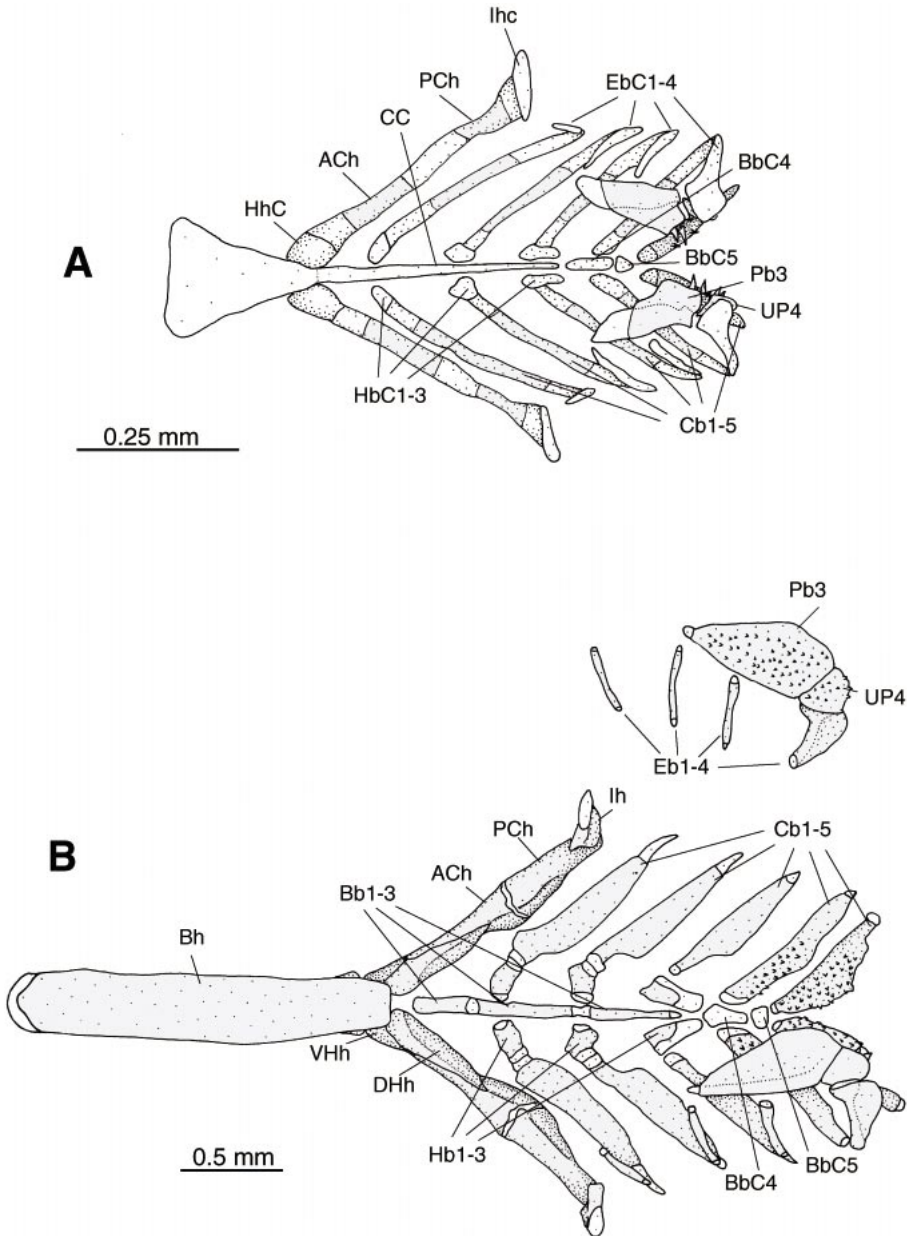 Ihc
PCh
EbC1-4
CC
BbC4
ACh
HhC
A
BbC5
Pb3
UP4
HbC1-3
Cb1-5
0.25 mm
Pb3
UP4
Eb1-4
Ih
PCh
Cb1-5
B
ACh
Bb1-3
Bh
VHh
DHh
Hb1-3
BbC5
BbC4
0.5 mm